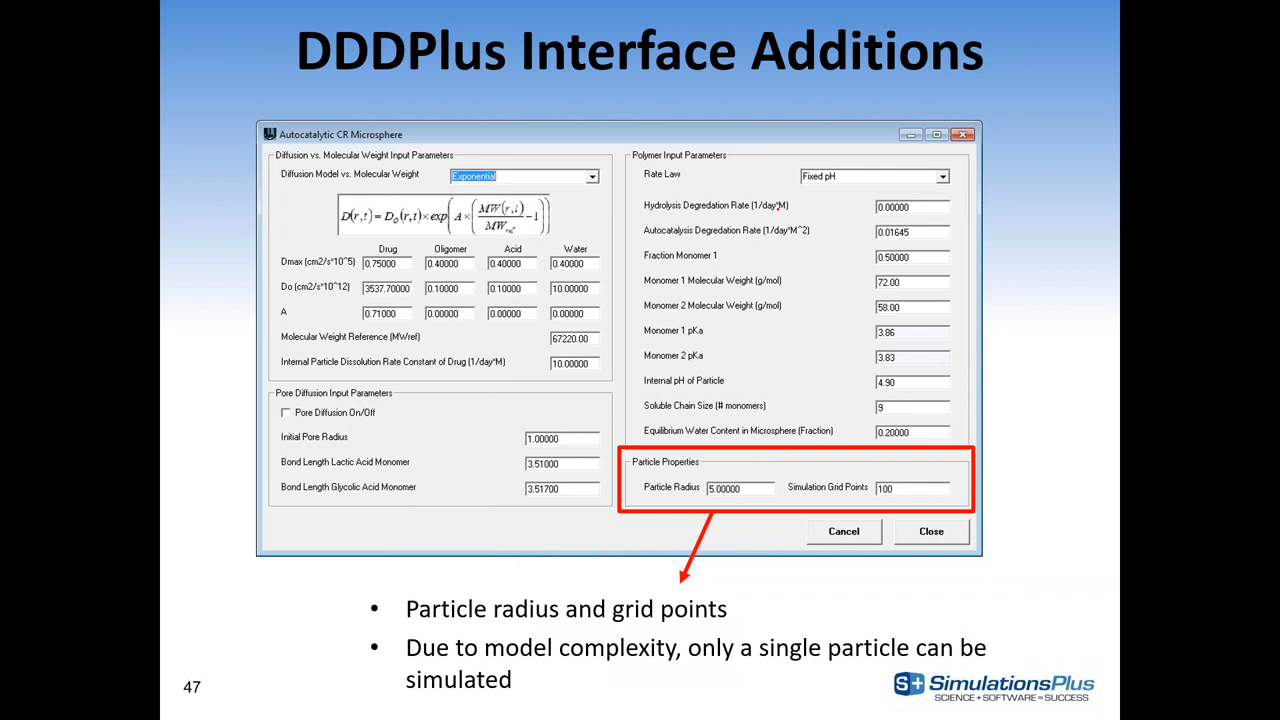 DDDPlus Interface Additions
Autocatalytic CR Microsphere
Diffusion vs. Molecular Weight Input Parameters
Diffusion Model vs. Molecular Weight Exponential
D(r,t) = D₀(r,t) × exp(A × (MW(r,t) / MW_ref − 1))
Drug Oligomer Acid Water
Dmax (cm2/s*10^5) 0.75000 0.40000 0.40000 0.40000
Do (cm2/s*10^12) 3537.70000 0.10000 0.10000 10.00000
A 0.71000 0.00000 0.00000 0.00000
Molecular Weight Reference (MWref) 67220.00
Internal Particle Dissolution Rate Constant of Drug (1/day*M) 10.00000
Pore Diffusion Input Parameters
Pore Diffusion On/Off
Initial Pore Radius 1.00000
Bond Length Lactic Acid Monomer 3.51000
Bond Length Glycolic Acid Monomer 3.51700
Polymer Input Parameters
Rate Law Fixed pH
Hydrolysis Degredation Rate (1/day*M) 0.00000
Autocatalysis Degredation Rate (1/day*M^2) 0.01645
Fraction Monomer 1 0.50000
Monomer 1 Molecular Weight (g/mol) 72.00
Monomer 2 Molecular Weight (g/mol) 58.00
Monomer 1 pKa 3.86
Monomer 2 pKa 3.83
Internal pH of Particle 4.90
Soluble Chain Size (# monomers) 9
Equilibrium Water Content in Microsphere (Fraction) 0.20000
Particle Properties
Particle Radius 5.00000 Simulation Grid Points 100
Cancel Close
• Particle radius and grid points
• Due to model complexity, only a single particle can be
simulated
47
S+ SimulationsPlus
SCIENCE+SOFTWARE=SUCCESS